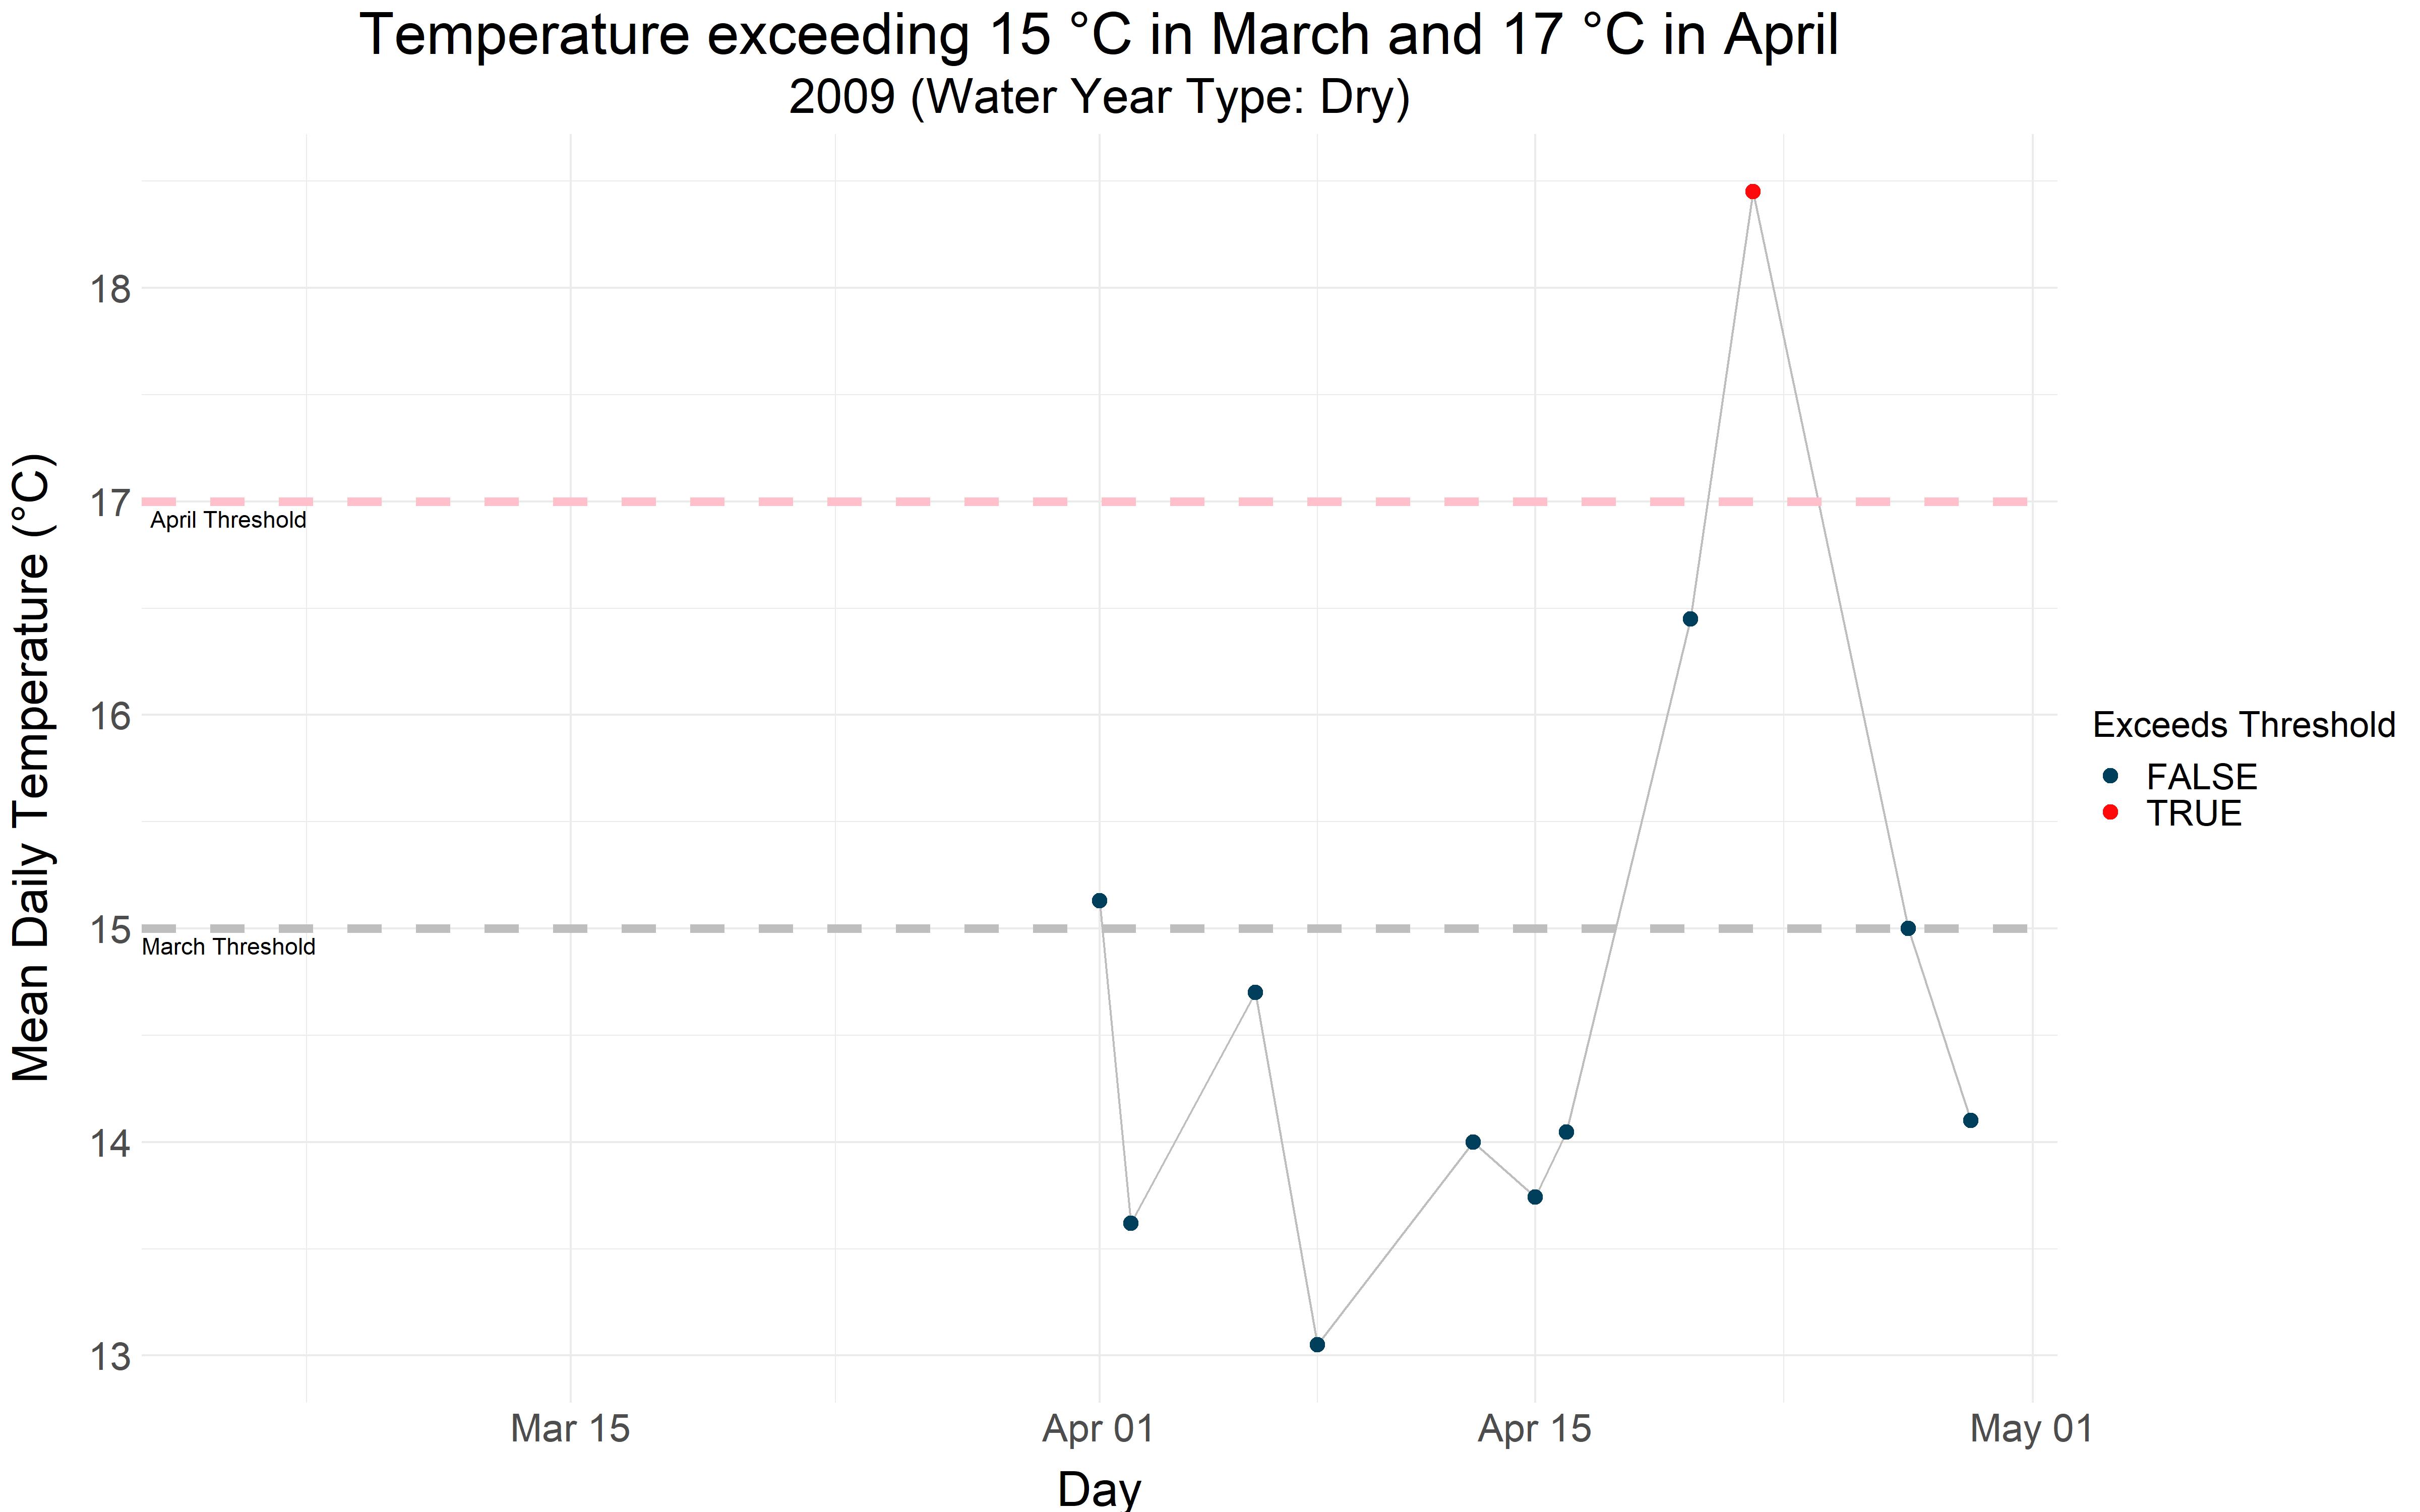 Temperature exceeding 15 °C in March and 17 °C in April
2009 (Water Year Type: Dry)
Mean Daily Temperature (°C)
18
17
April Threshold
16
15
March Threshold
14
13
Mar 15
Apr 01
Apr 15
May 01
Day
Exceeds Threshold
FALSE
TRUE